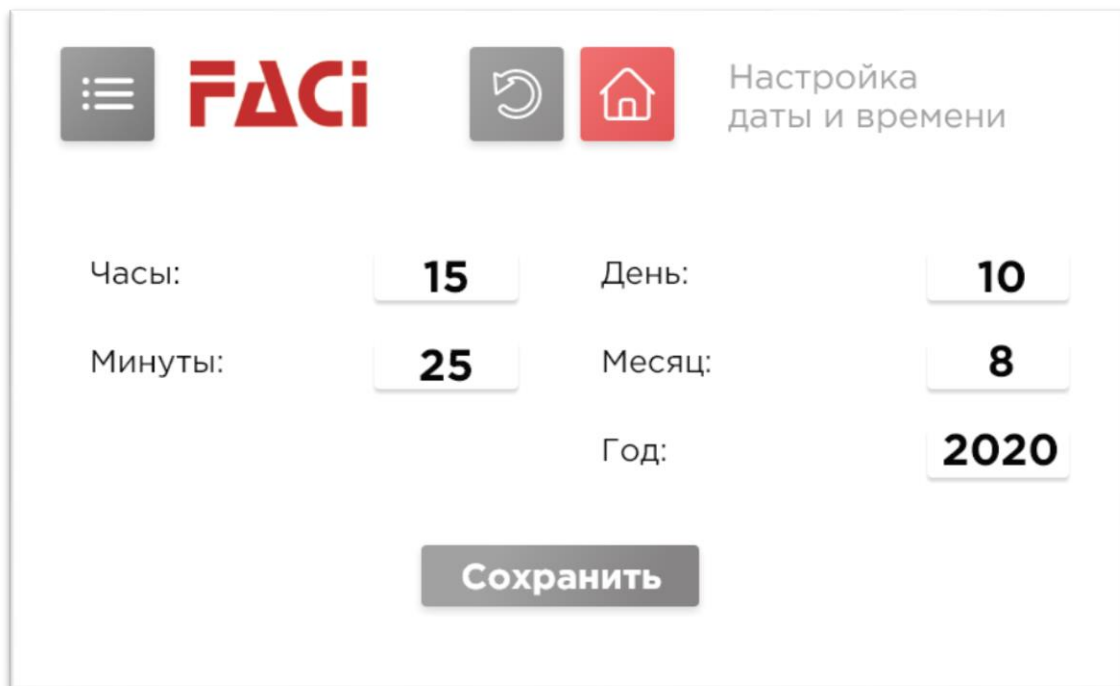 FACi
Настройка
даты и времени
Часы: 15 День: 10
Минуты: 25 Месяц: 8
Год: 2020
Сохранить